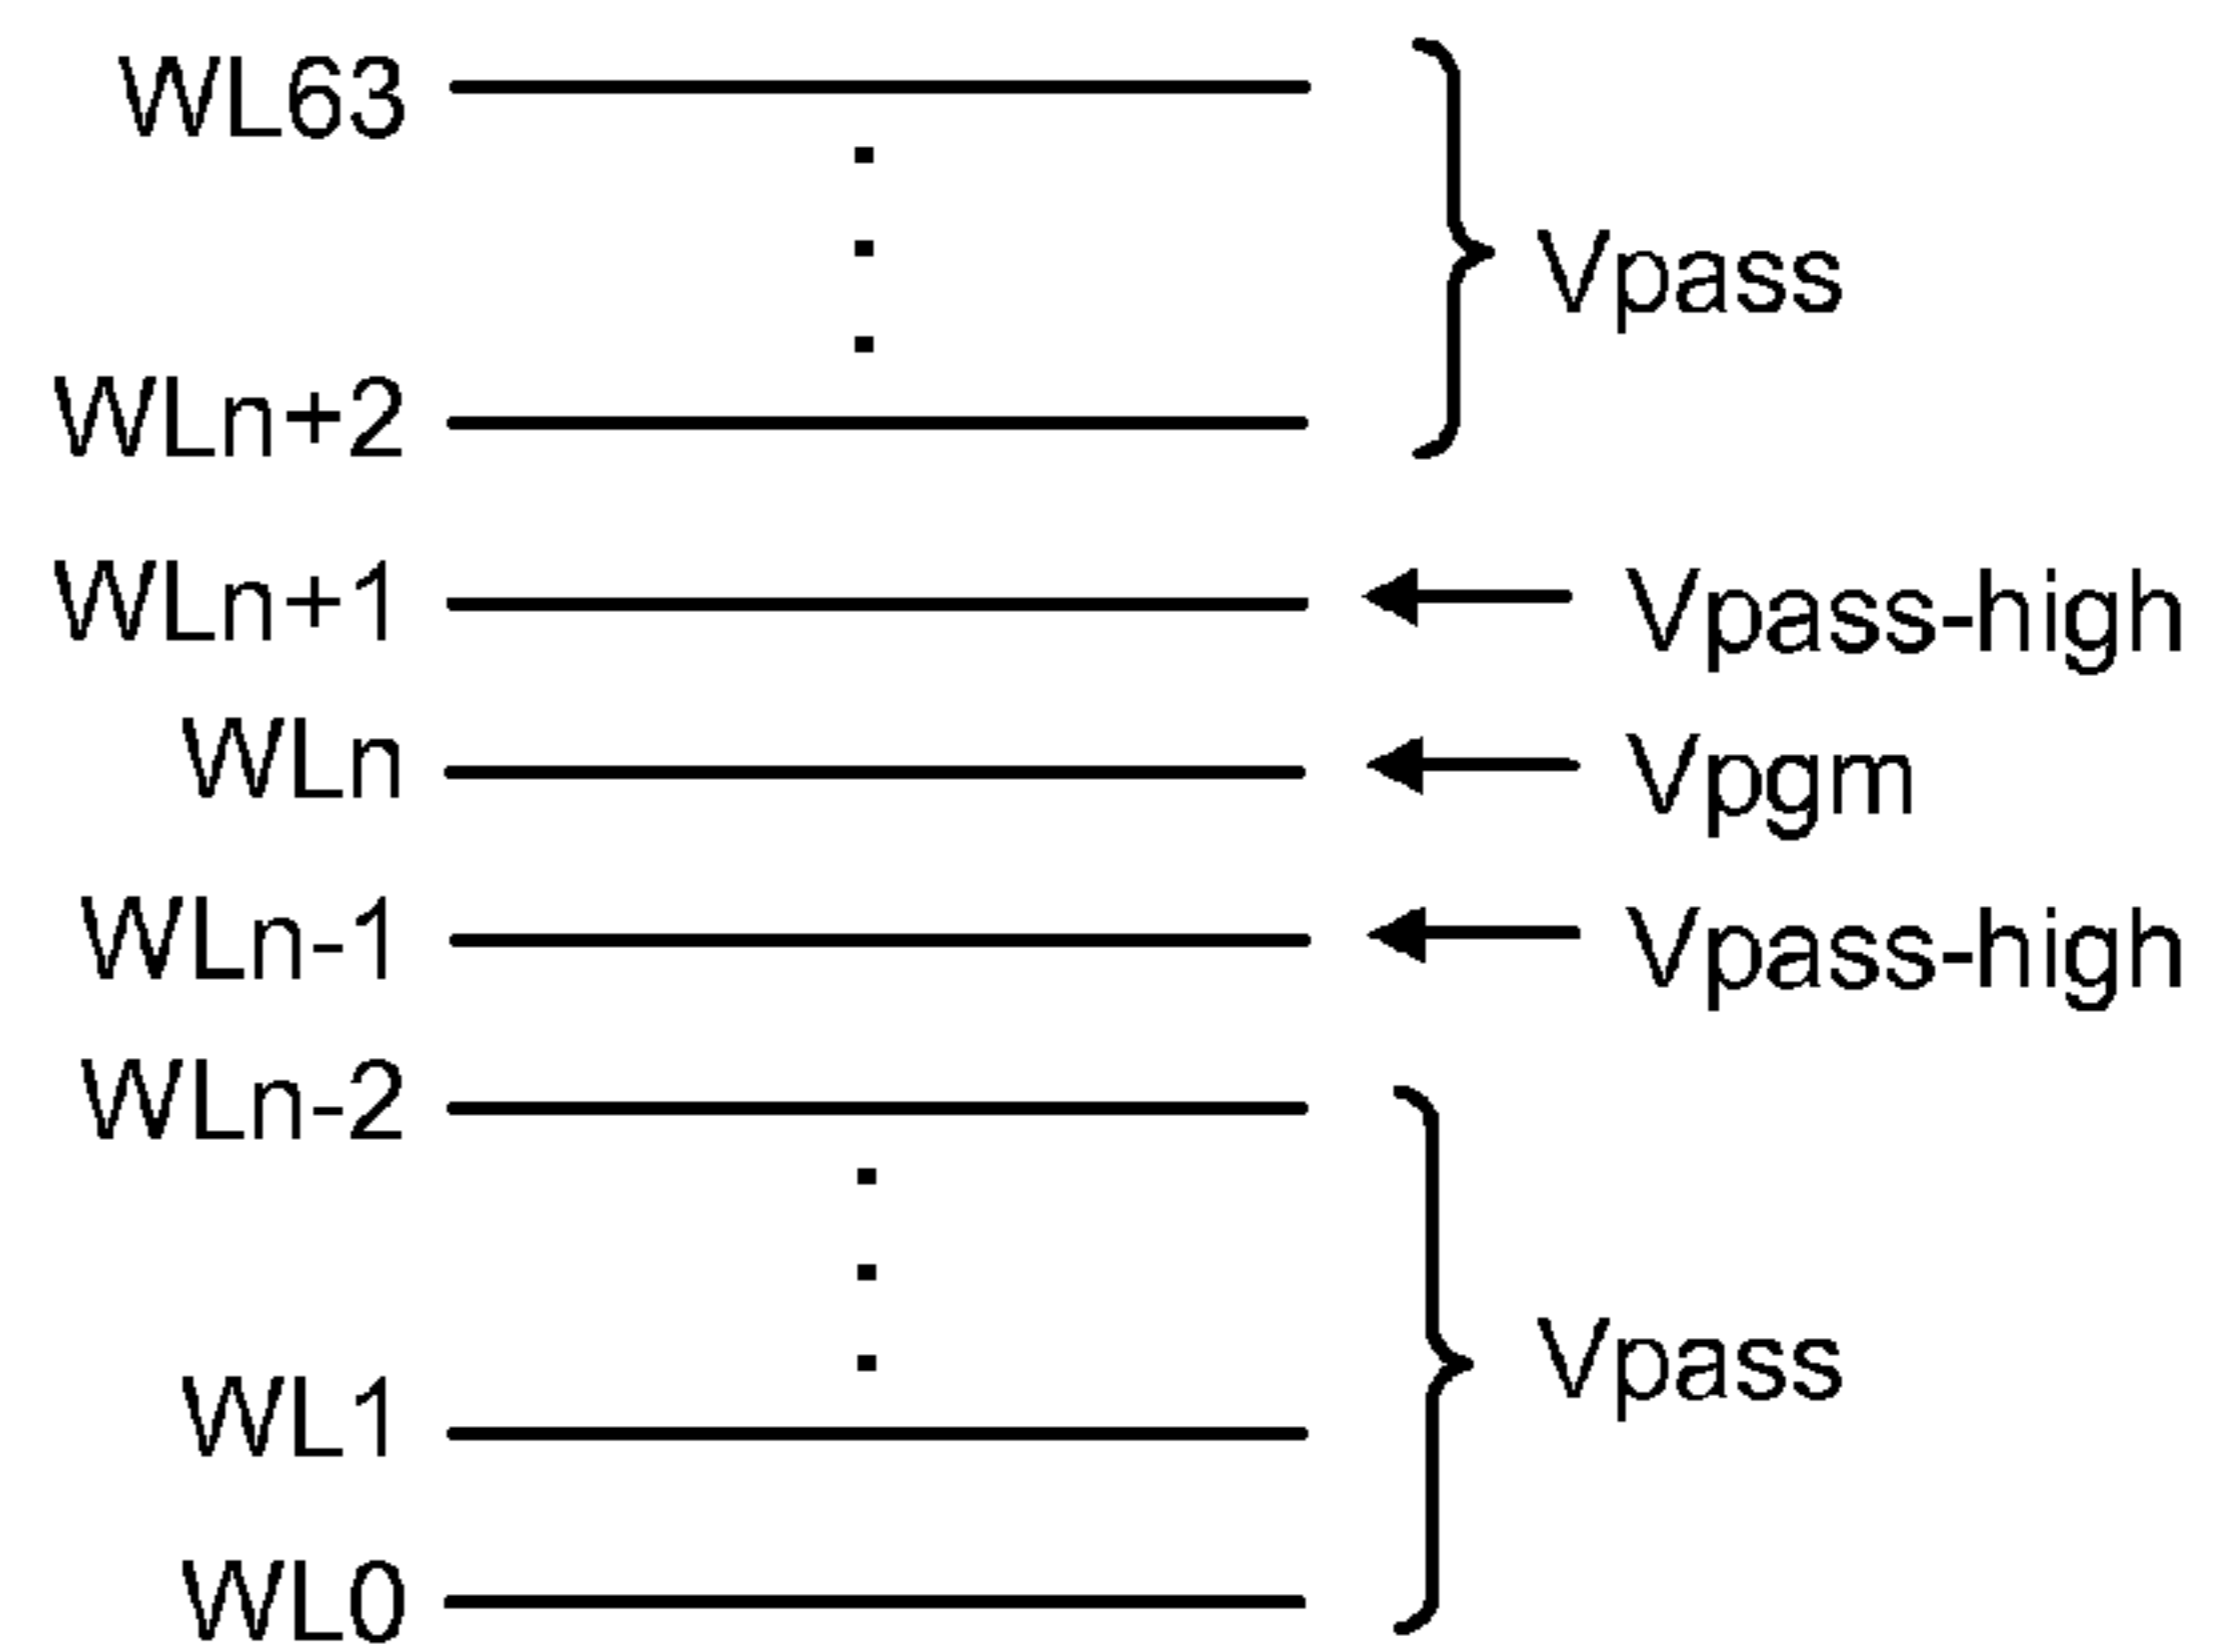 WL63
Vpass
WLn+2
WLn+1 Vpass-high
WLn Vpgm
WLn-1 Vpass-high
WLn-2
Vpass
WL1
WL0